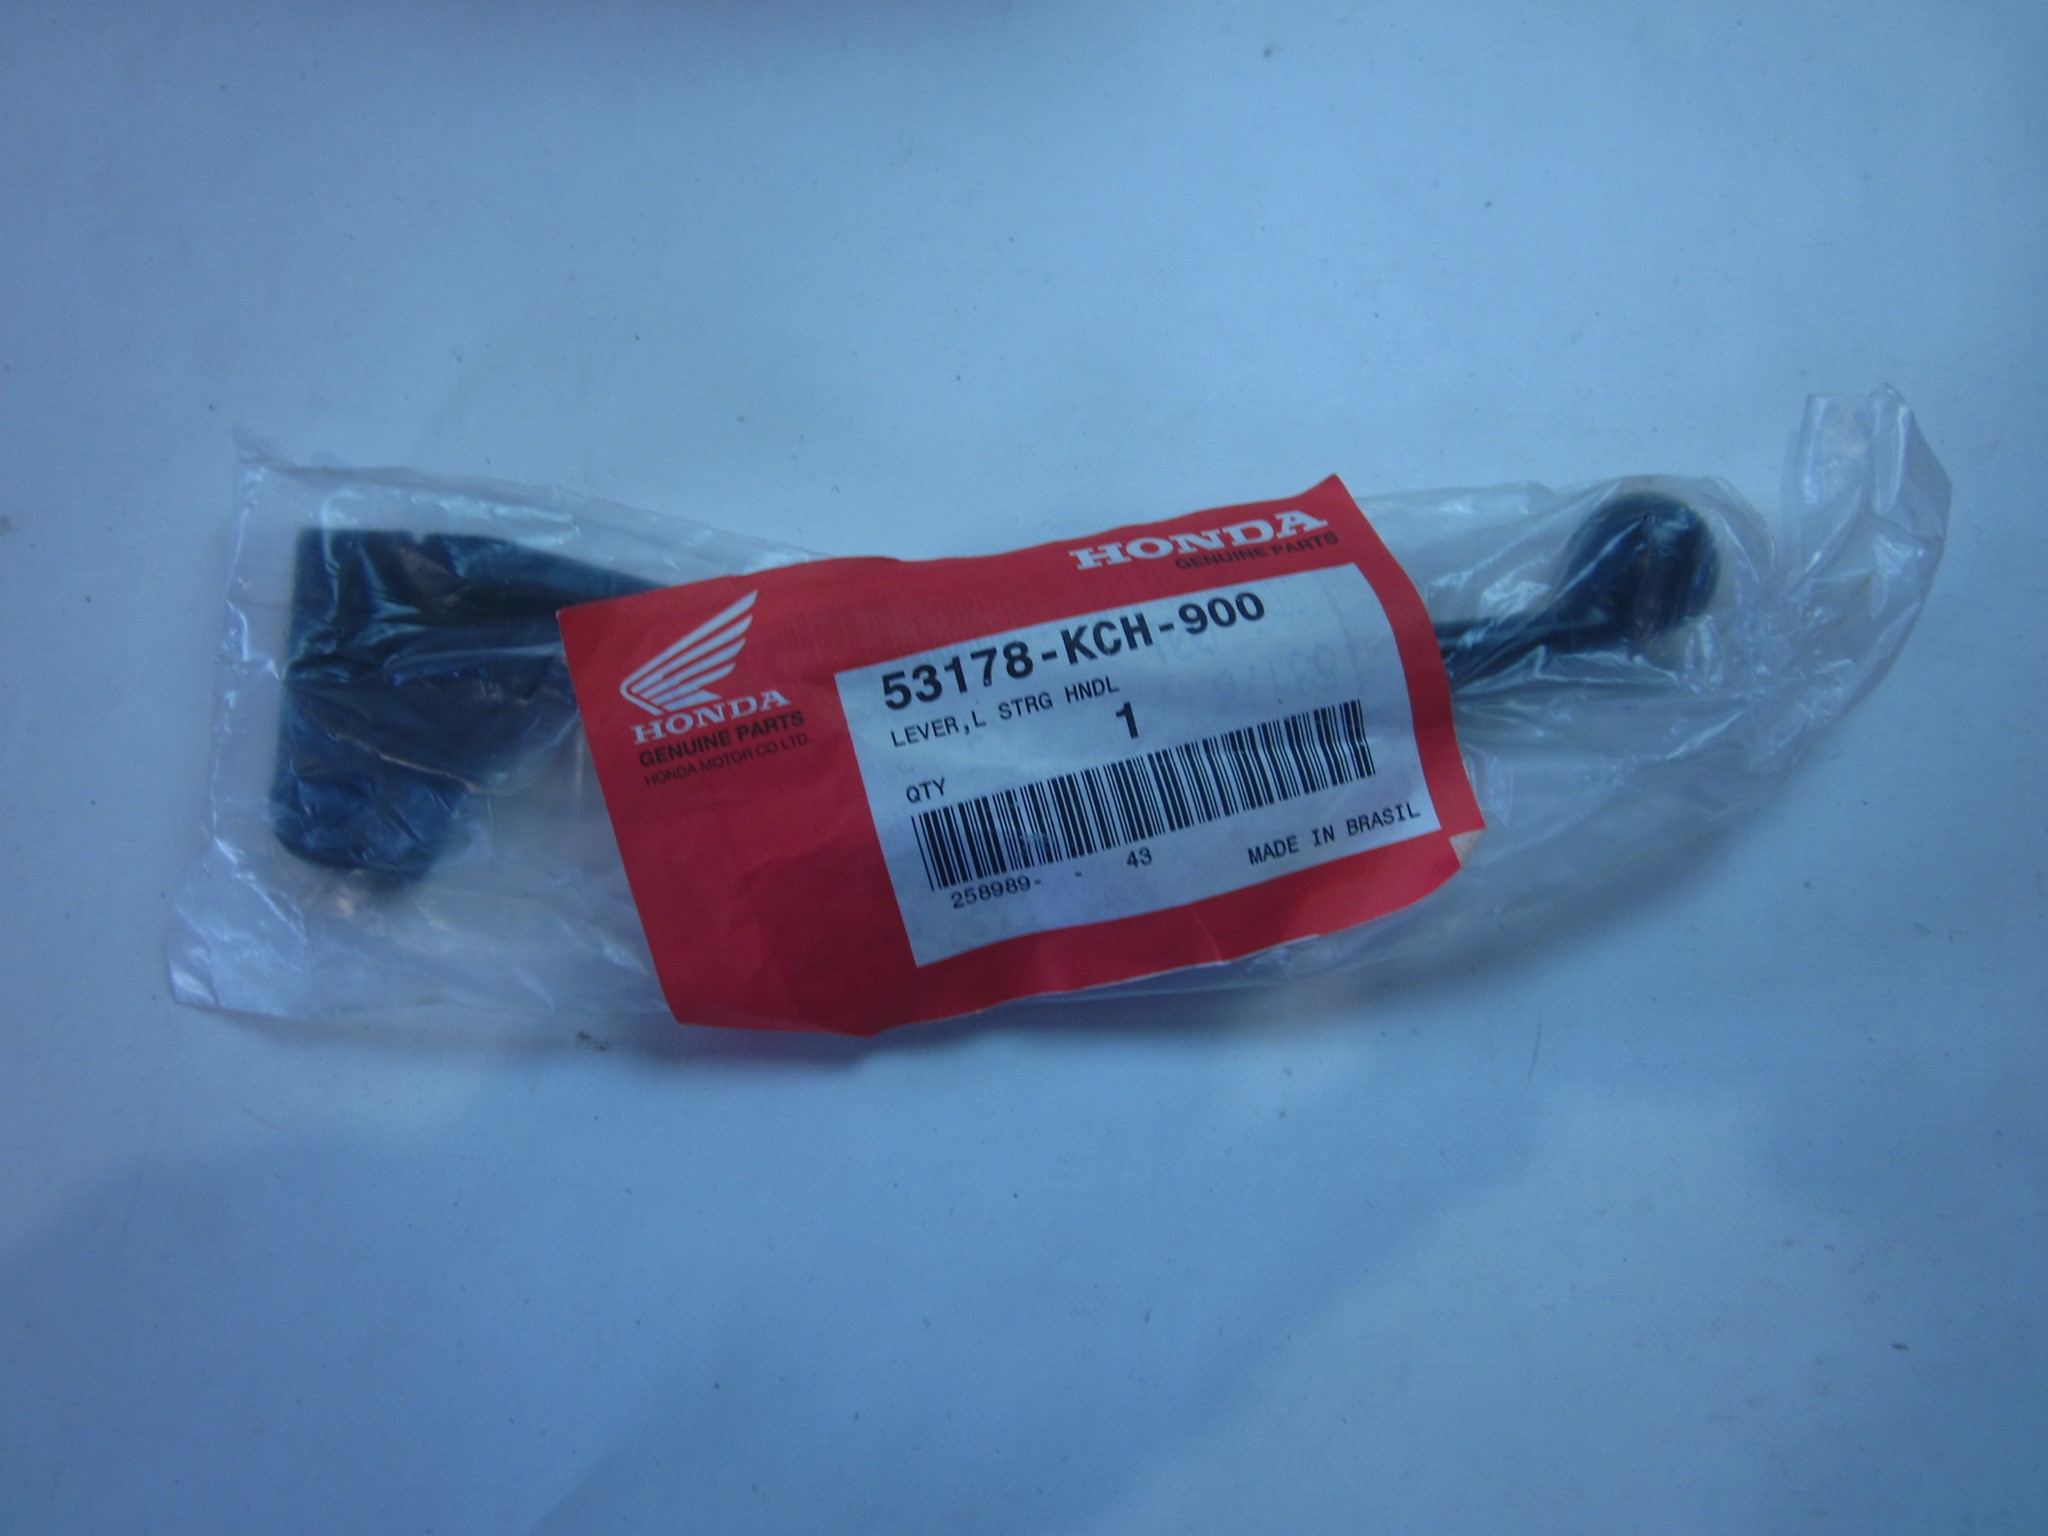 HONDA
GENUINE PARTS
HONDA
GENUINE PARTS
HONDA MOTOR CO LTD.
53178-KCH-900
LEVER,L STRG HNDL
QTY 1
258989- - 43
MADE IN BRASIL